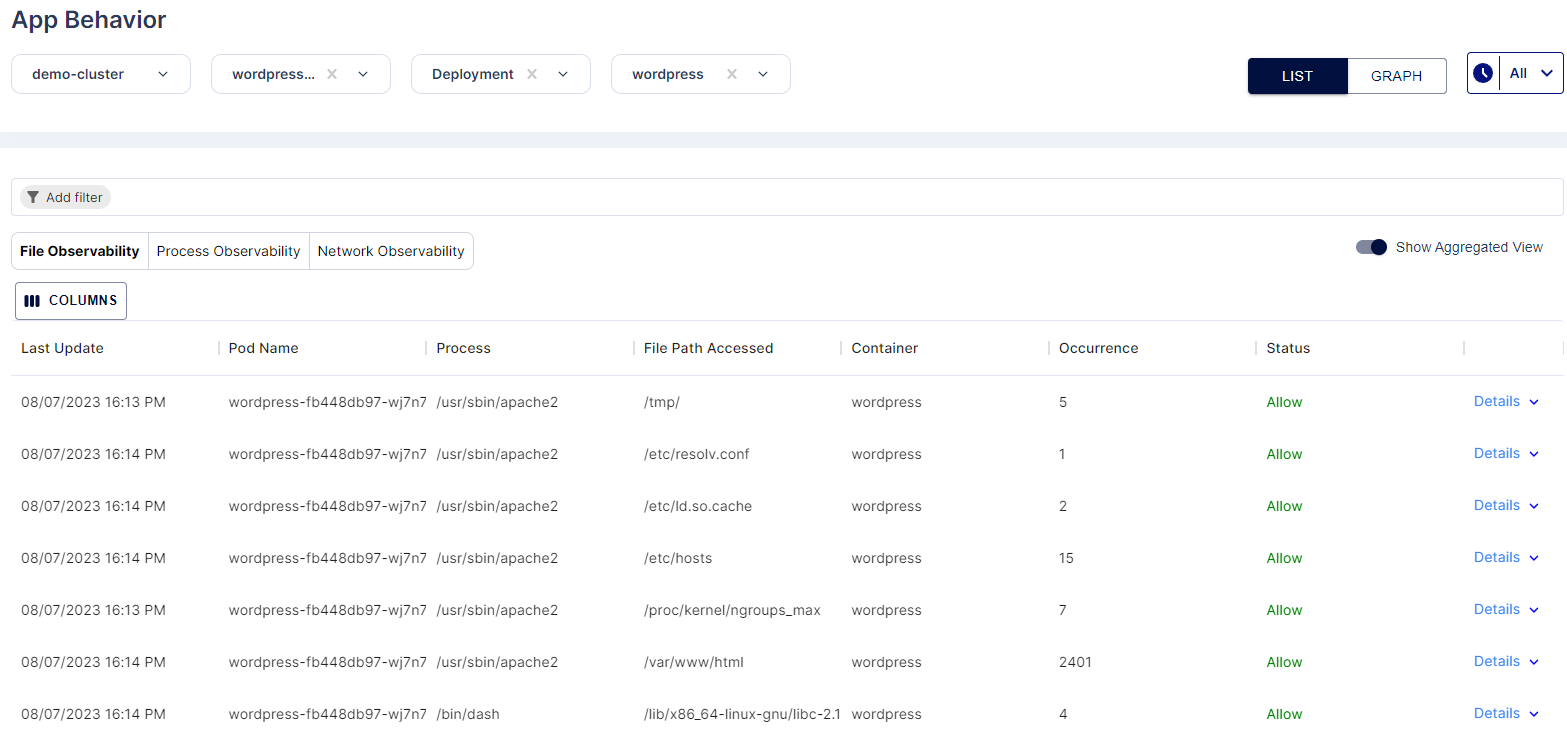 App Behavior
demo-cluster wordpress... Deployment wordpress LIST GRAPH All
Add filter
File Observability Process Observability Network Observability Show Aggregated View
COLUMNS
Last Update Pod Name Process File Path Accessed Container Occurrence Status
08/07/2023 16:13 PM wordpress-fb448db97-wj7n7 /usr/sbin/apache2 /tmp/ wordpress 5 Allow Details
08/07/2023 16:14 PM wordpress-fb448db97-wj7n7 /usr/sbin/apache2 /etc/resolv.conf wordpress 1 Allow Details
08/07/2023 16:14 PM wordpress-fb448db97-wj7n7 /usr/sbin/apache2 /etc/ld.so.cache wordpress 2 Allow Details
08/07/2023 16:14 PM wordpress-fb448db97-wj7n7 /usr/sbin/apache2 /etc/hosts wordpress 15 Allow Details
08/07/2023 16:13 PM wordpress-fb448db97-wj7n7 /usr/sbin/apache2 /proc/kernel/ngroups_max wordpress 7 Allow Details
08/07/2023 16:14 PM wordpress-fb448db97-wj7n7 /usr/sbin/apache2 /var/www/html wordpress 2401 Allow Details
08/07/2023 16:14 PM wordpress-fb448db97-wj7n7 /bin/dash /lib/x86_64-linux-gnu/libc-2.1 wordpress 4 Allow Details